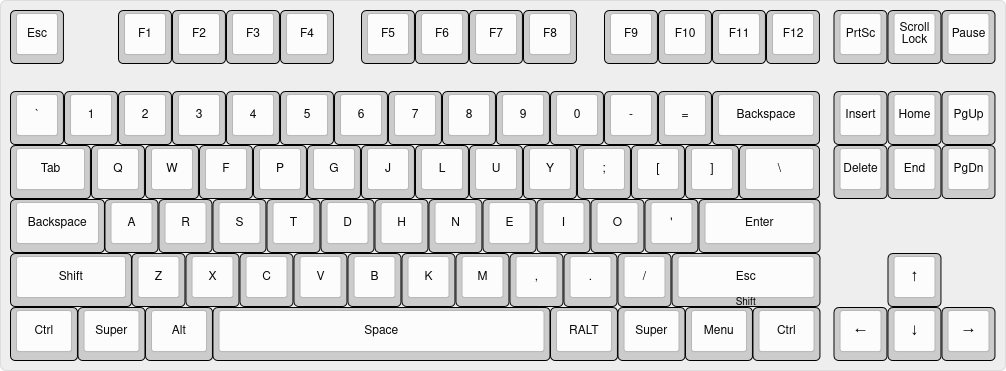 Esc F1 F2 F3 F4 F5 F6 F7 F8 F9 F10 F11 F12 PrtSc Scroll Lock Pause
` 1 2 3 4 5 6 7 8 9 0 - = Backspace Insert Home PgUp
Tab Q W F P G J L U Y ; [ ] \ Delete End PgDn
Backspace A R S T D H N E I O ' Enter
Shift Z X C V B K M , . / Esc Shift ↑
Ctrl Super Alt Space RALT Super Menu Ctrl ← ↓ →